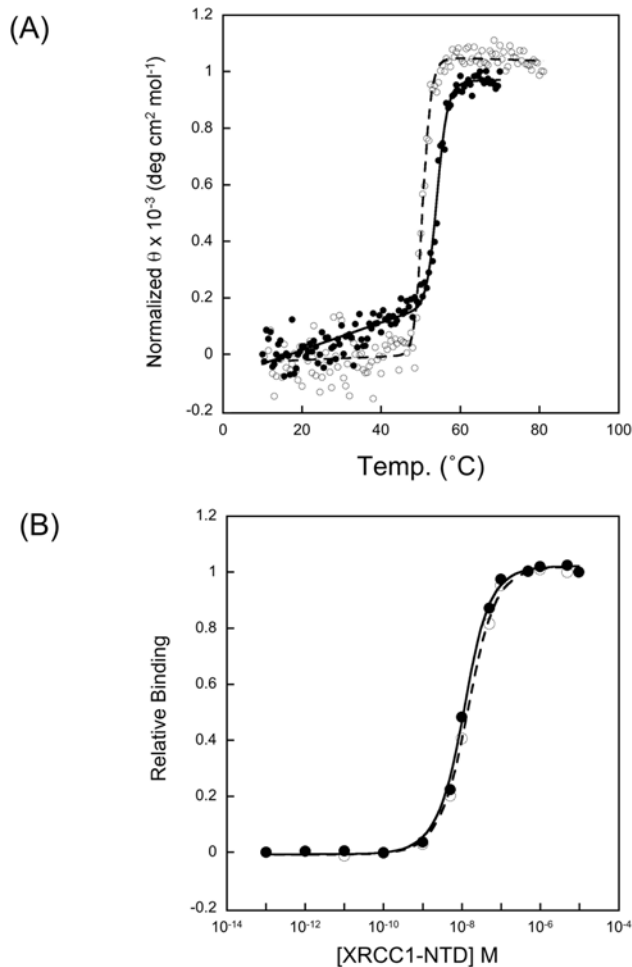 (A)
1.2
1
0.8
0.6
0.4
0.2
0
-0.2
Normalized θ x 10⁻³ (deg cm² mol⁻¹)
0 20 40 60 80 100
Temp. (˚C)
(B)
1.2
1
0.8
0.6
0.4
0.2
0
-0.2
Relative Binding
10⁻¹⁴ 10⁻¹² 10⁻¹⁰ 10⁻⁸ 10⁻⁶ 10⁻⁴
[XRCC1-NTD] M